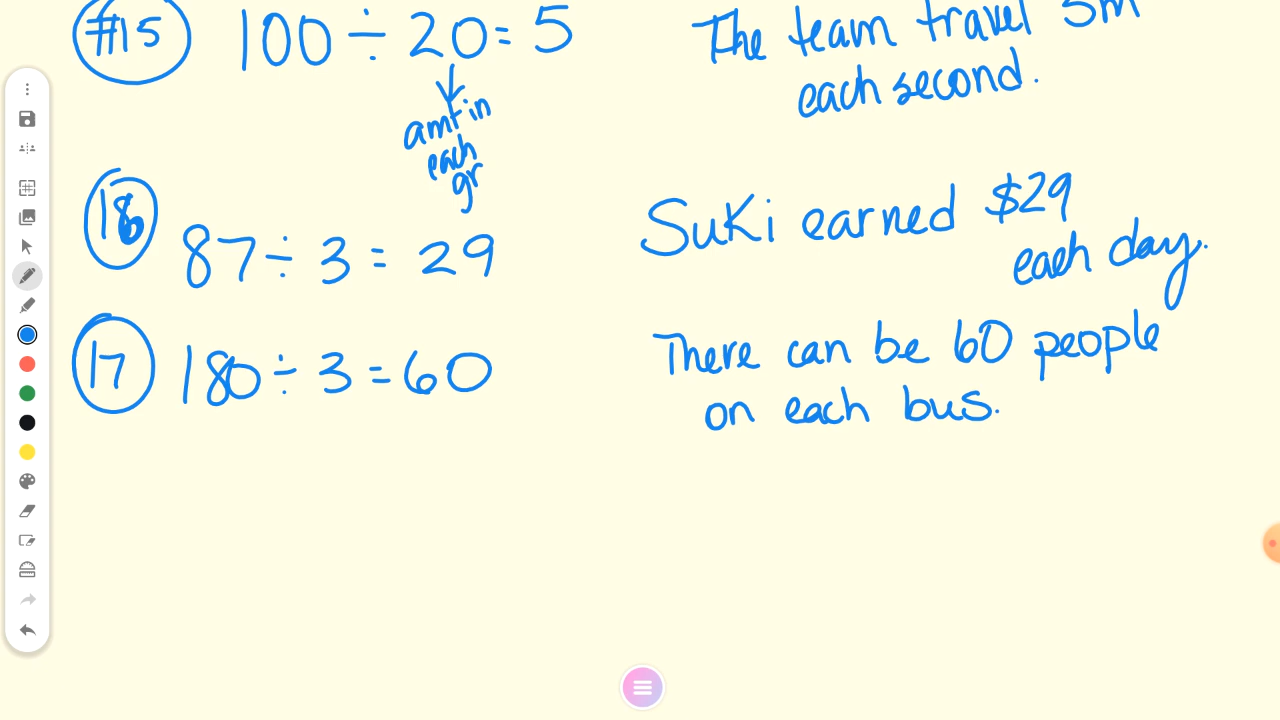 #15
100 ÷ 20 = 5
The team travel 5m
each second.
amt in
each
gr
18
87 ÷ 3 = 29
Suki earned $29
each day.
17
180 ÷ 3 = 60
There can be 60 people
on each bus.